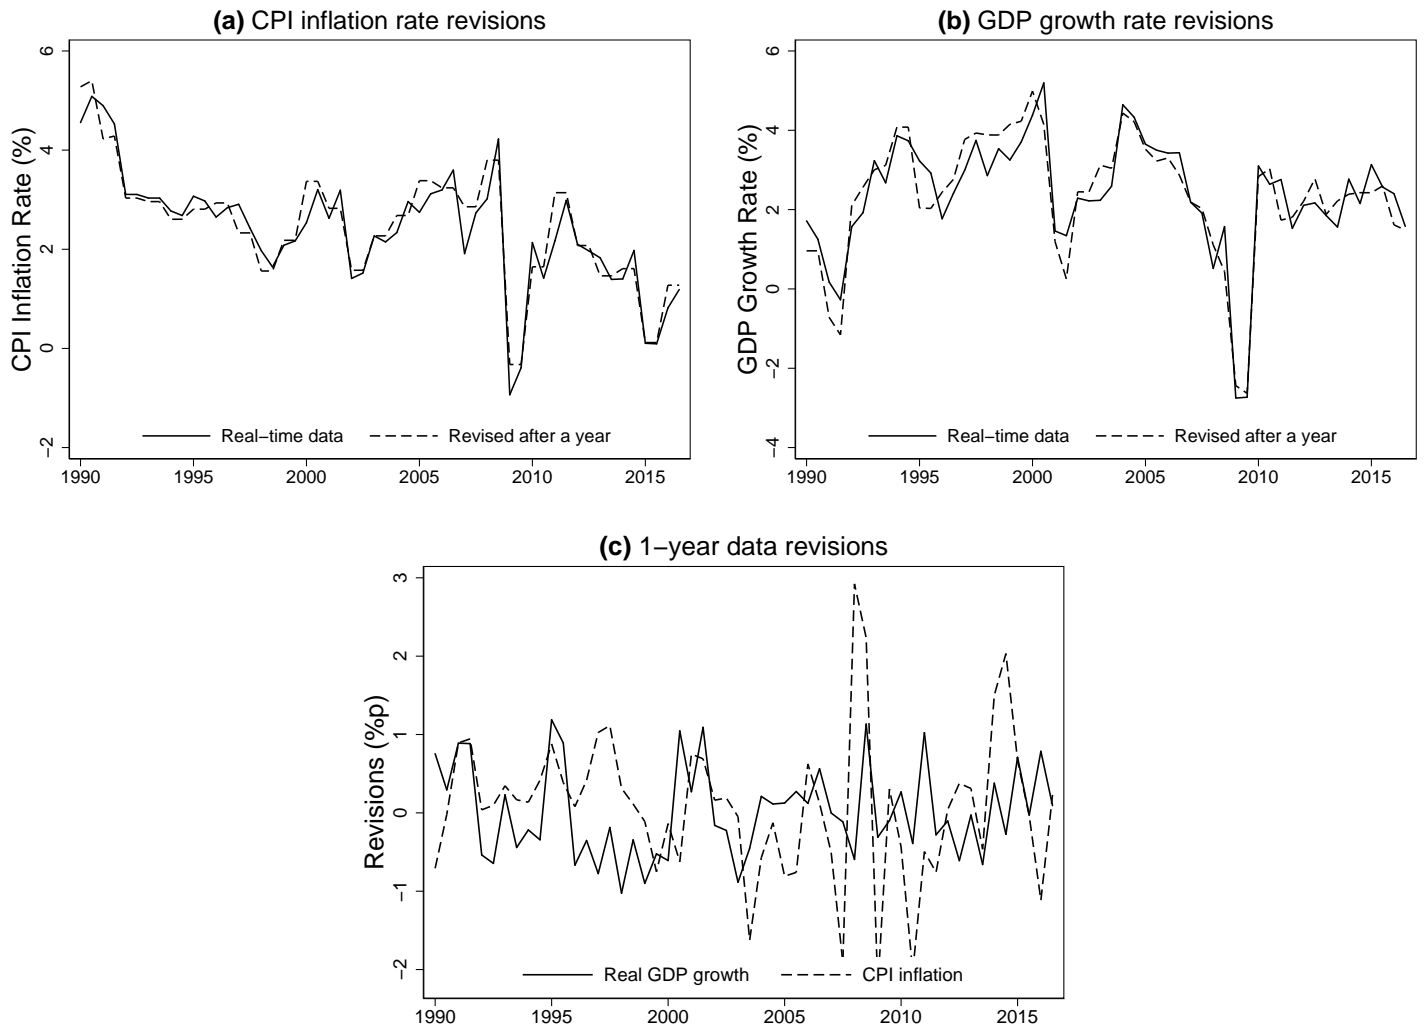 (a) CPI inflation rate revisions
CPI Inflation Rate (%)
6
4
2
0
−2
Real−time data
Revised after a year
1990 1995 2000 2005 2010 2015
(b) GDP growth rate revisions
GDP Growth Rate (%)
6
4
2
0
−2
−4
Real−time data
Revised after a year
1990 1995 2000 2005 2010 2015
(c) 1−year data revisions
Revisions (%p)
3
2
1
0
−1
−2
Real GDP growth
CPI inflation
1990 1995 2000 2005 2010 2015